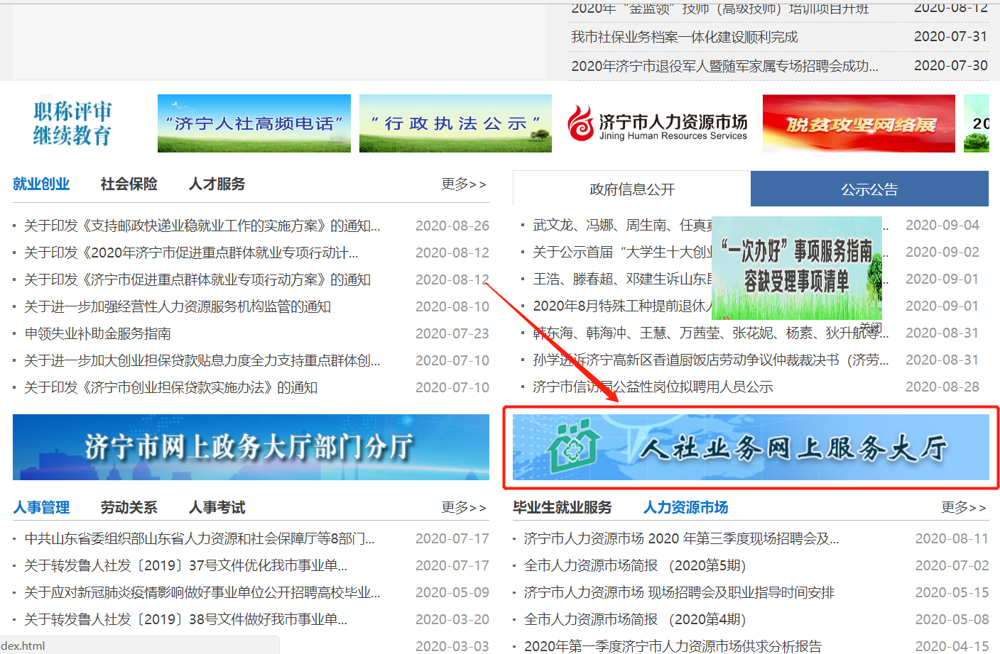 2020年“金蓝领”技师（高级技师）培训项目开班 2020-08-12
我市社保业务档案一体化建设顺利完成 2020-07-31
2020年济宁市退役军人暨随军家属专场招聘会成功... 2020-07-30
职称评审
继续教育
“济宁人社高频电话”
“行政执法公示”
济宁市人力资源市场
Jining Human Resources Services
脱贫攻坚网络展
20
就业创业 社会保险 人才服务 更多>>
关于印发《支持邮政快递业稳就业工作的实施方案》的通知... 2020-08-26
关于印发《2020年济宁市促进重点群体就业专项行动计... 2020-08-12
关于印发《济宁市促进重点群体就业专项行动方案》的通知 2020-08-12
关于进一步加强经营性人力资源服务机构监管的通知 2020-08-10
申领失业补助金服务指南 2020-07-23
关于进一步加大创业担保贷款贴息力度全力支持重点群体创... 2020-07-10
关于印发《济宁市创业担保贷款实施办法》的通知 2020-07-10
政府信息公开 公示公告
武文龙、冯娜、周生南、任真真 ... 2020-09-04
关于公示首届“大学生十大创业 ... 2020-09-02
王浩、滕春超、邓建生诉山东 ... 2020-09-01
2020年8月特殊工种提前退休人 2020-09-01
韩东海、韩海冲、王慧、万茜莹、张花妮、杨素、狄升航等... 2020-08-31
孙学进诉济宁高新区香道厨饭店劳动争议仲裁裁决书（济劳... 2020-08-31
济宁市信访局公益性岗位拟聘用人员公示 2020-08-28
“一次办好”事项服务指南
容缺受理事项清单
关闭
济宁市网上政务大厅部门分厅
人社业务网上服务大厅
人事管理 劳动关系 人事考试 更多>>
中共山东省委组织部山东省人力资源和社会保障厅等8部门... 2020-07-17
关于转发鲁人社发〔2019〕37号文件优化我市事业单... 2020-07-17
关于应对新冠肺炎疫情影响做好事业单位公开招聘高校毕业... 2020-05-09
关于转发鲁人社发〔2019〕38号文件做好我市事业单... 2020-03-20
2020-03-03
毕业生就业服务 人力资源市场 更多>>
济宁市人力资源市场 2020 年第三季度现场招聘会及... 2020-08-11
全市人力资源市场简报 （2020第5期） 2020-07-02
济宁市人力资源市场 现场招聘会及职业指导时间安排 2020-05-15
全市人力资源市场简报 （2020第4期） 2020-05-08
2020年第一季度济宁市人力资源市场供求分析报告 2020-04-15
dex.html